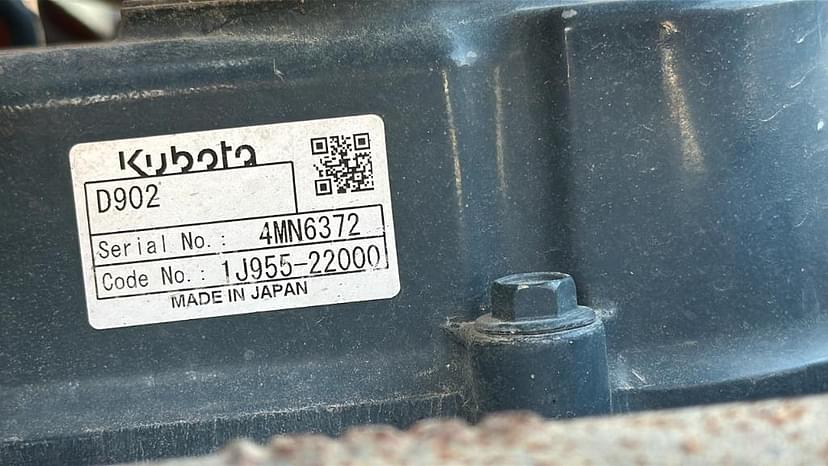 Kubota
D902
Serial No.: 4MN6372
Code No.: 1J955-22000
MADE IN JAPAN